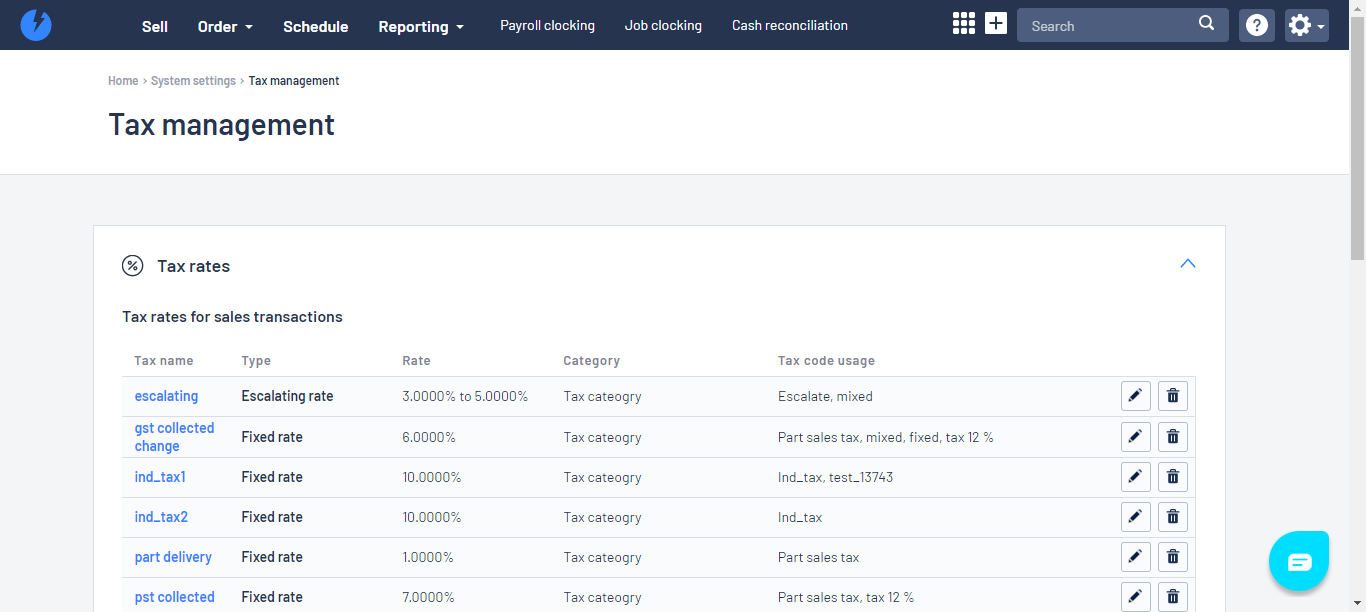 Sell Order Schedule Reporting Payroll clocking Job clocking Cash reconciliation Search
Home › System settings › Tax management
Tax management
Tax rates
Tax rates for sales transactions
Tax name Type Rate Category Tax code usage
escalating Escalating rate 3.0000% to 5.0000% Tax cateogry Escalate, mixed
gst collected change Fixed rate 6.0000% Tax cateogry Part sales tax, mixed, fixed, tax 12 %
ind_tax1 Fixed rate 10.0000% Tax cateogry Ind_tax, test_13743
ind_tax2 Fixed rate 10.0000% Tax cateogry Ind_tax
part delivery Fixed rate 1.0000% Tax cateogry Part sales tax
pst collected Fixed rate 7.0000% Tax cateogry Part sales tax, tax 12 %